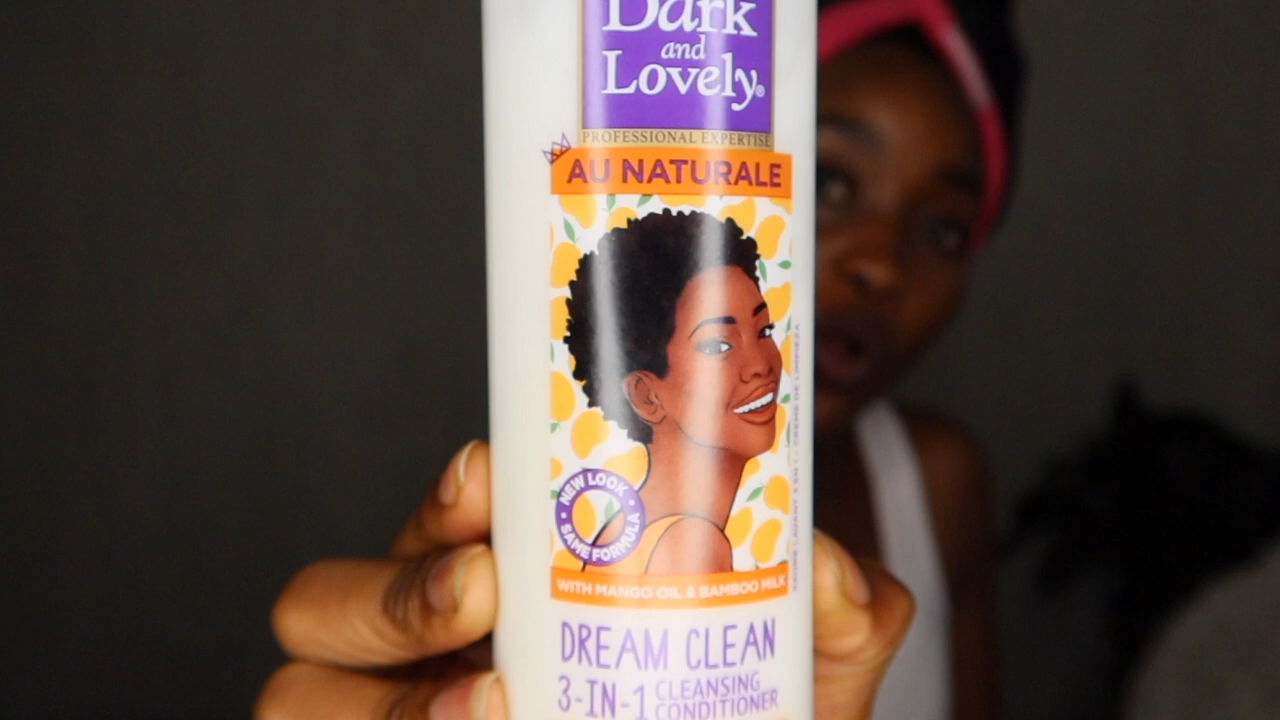 Dark
and
Lovely®
PROFESSIONAL EXPERTISE
AU NATURALE
NEW LOOK
SAME FORMULA
WITH MANGO OIL & BAMBOO MILK
DREAM CLEAN
3-IN-1 CLEANSING
CONDITIONER